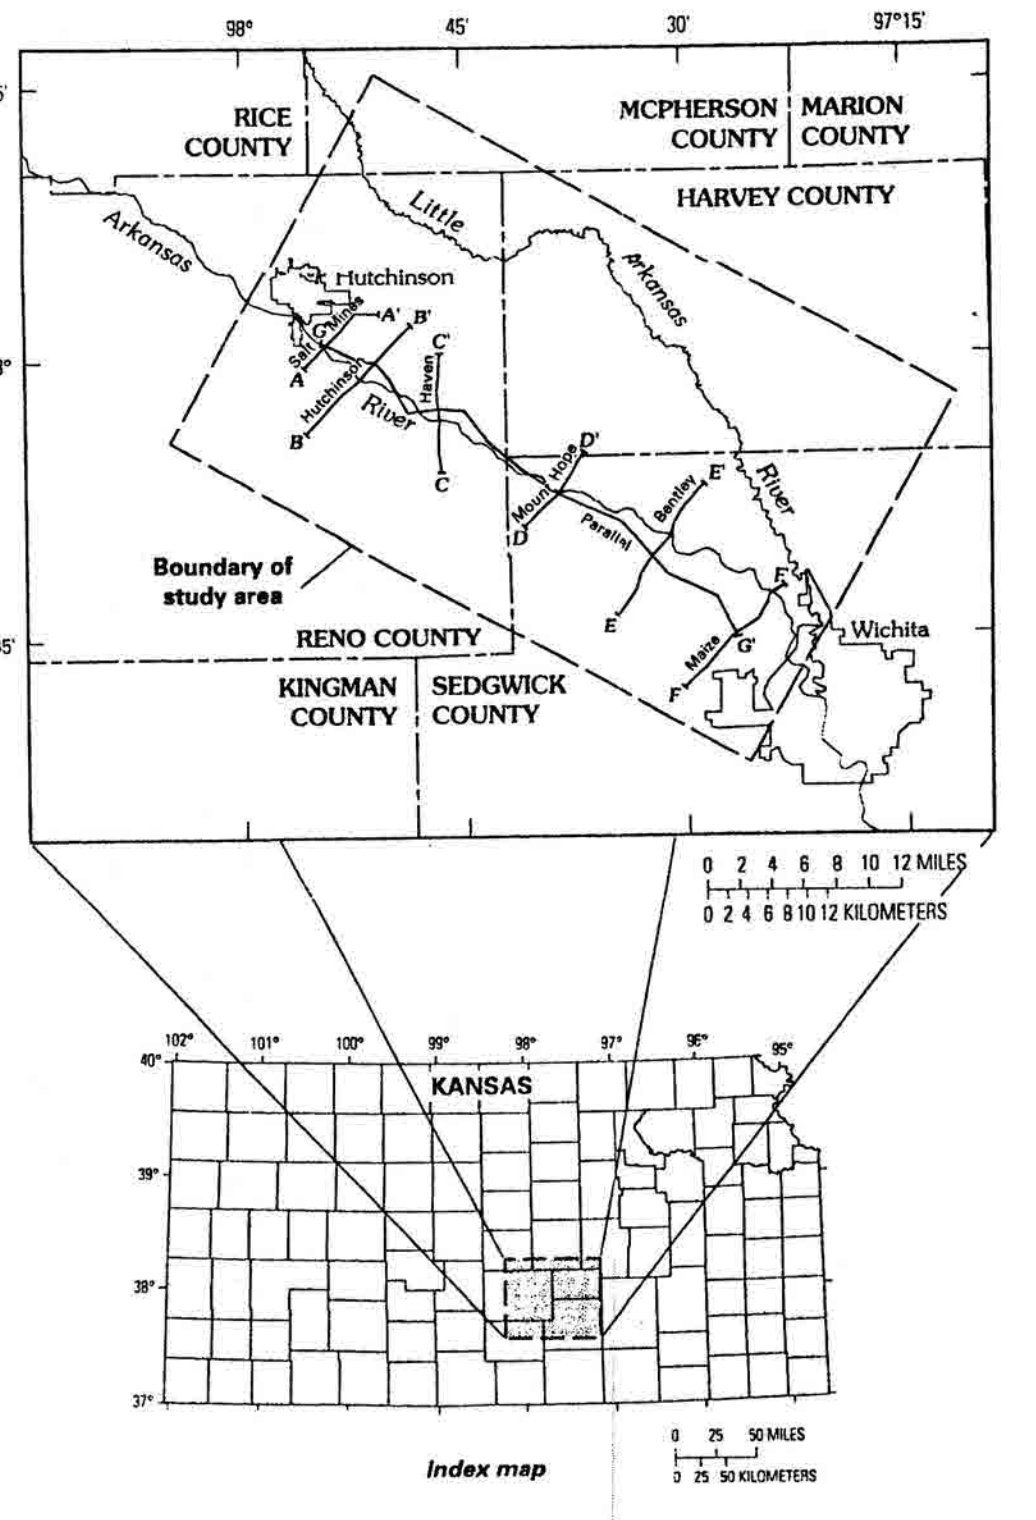 98°
45'
30'
97°15'
RICE
COUNTY
MCPHERSON
COUNTY
MARION
COUNTY
HARVEY COUNTY
Little
Arkansas
Arkansas
River
Hutchinson
Salt Mines
G
A'
B'
C'
A
Hutchinson
Haven
River
B
C
D'
Mount Hope
D
E'
Bentley
Parallel
E
Boundary of
study area
F'
Wichita
G'
Maize
F
RENO COUNTY
KINGMAN
COUNTY
SEDGWICK
COUNTY
0 2 4 6 8 10 12 MILES
0 2 4 6 8 10 12 KILOMETERS
102° 101° 100° 99° 98° 97° 96° 95°
40°
KANSAS
39°
38°
37°
0 25 50 MILES
0 25 50 KILOMETERS
Index map